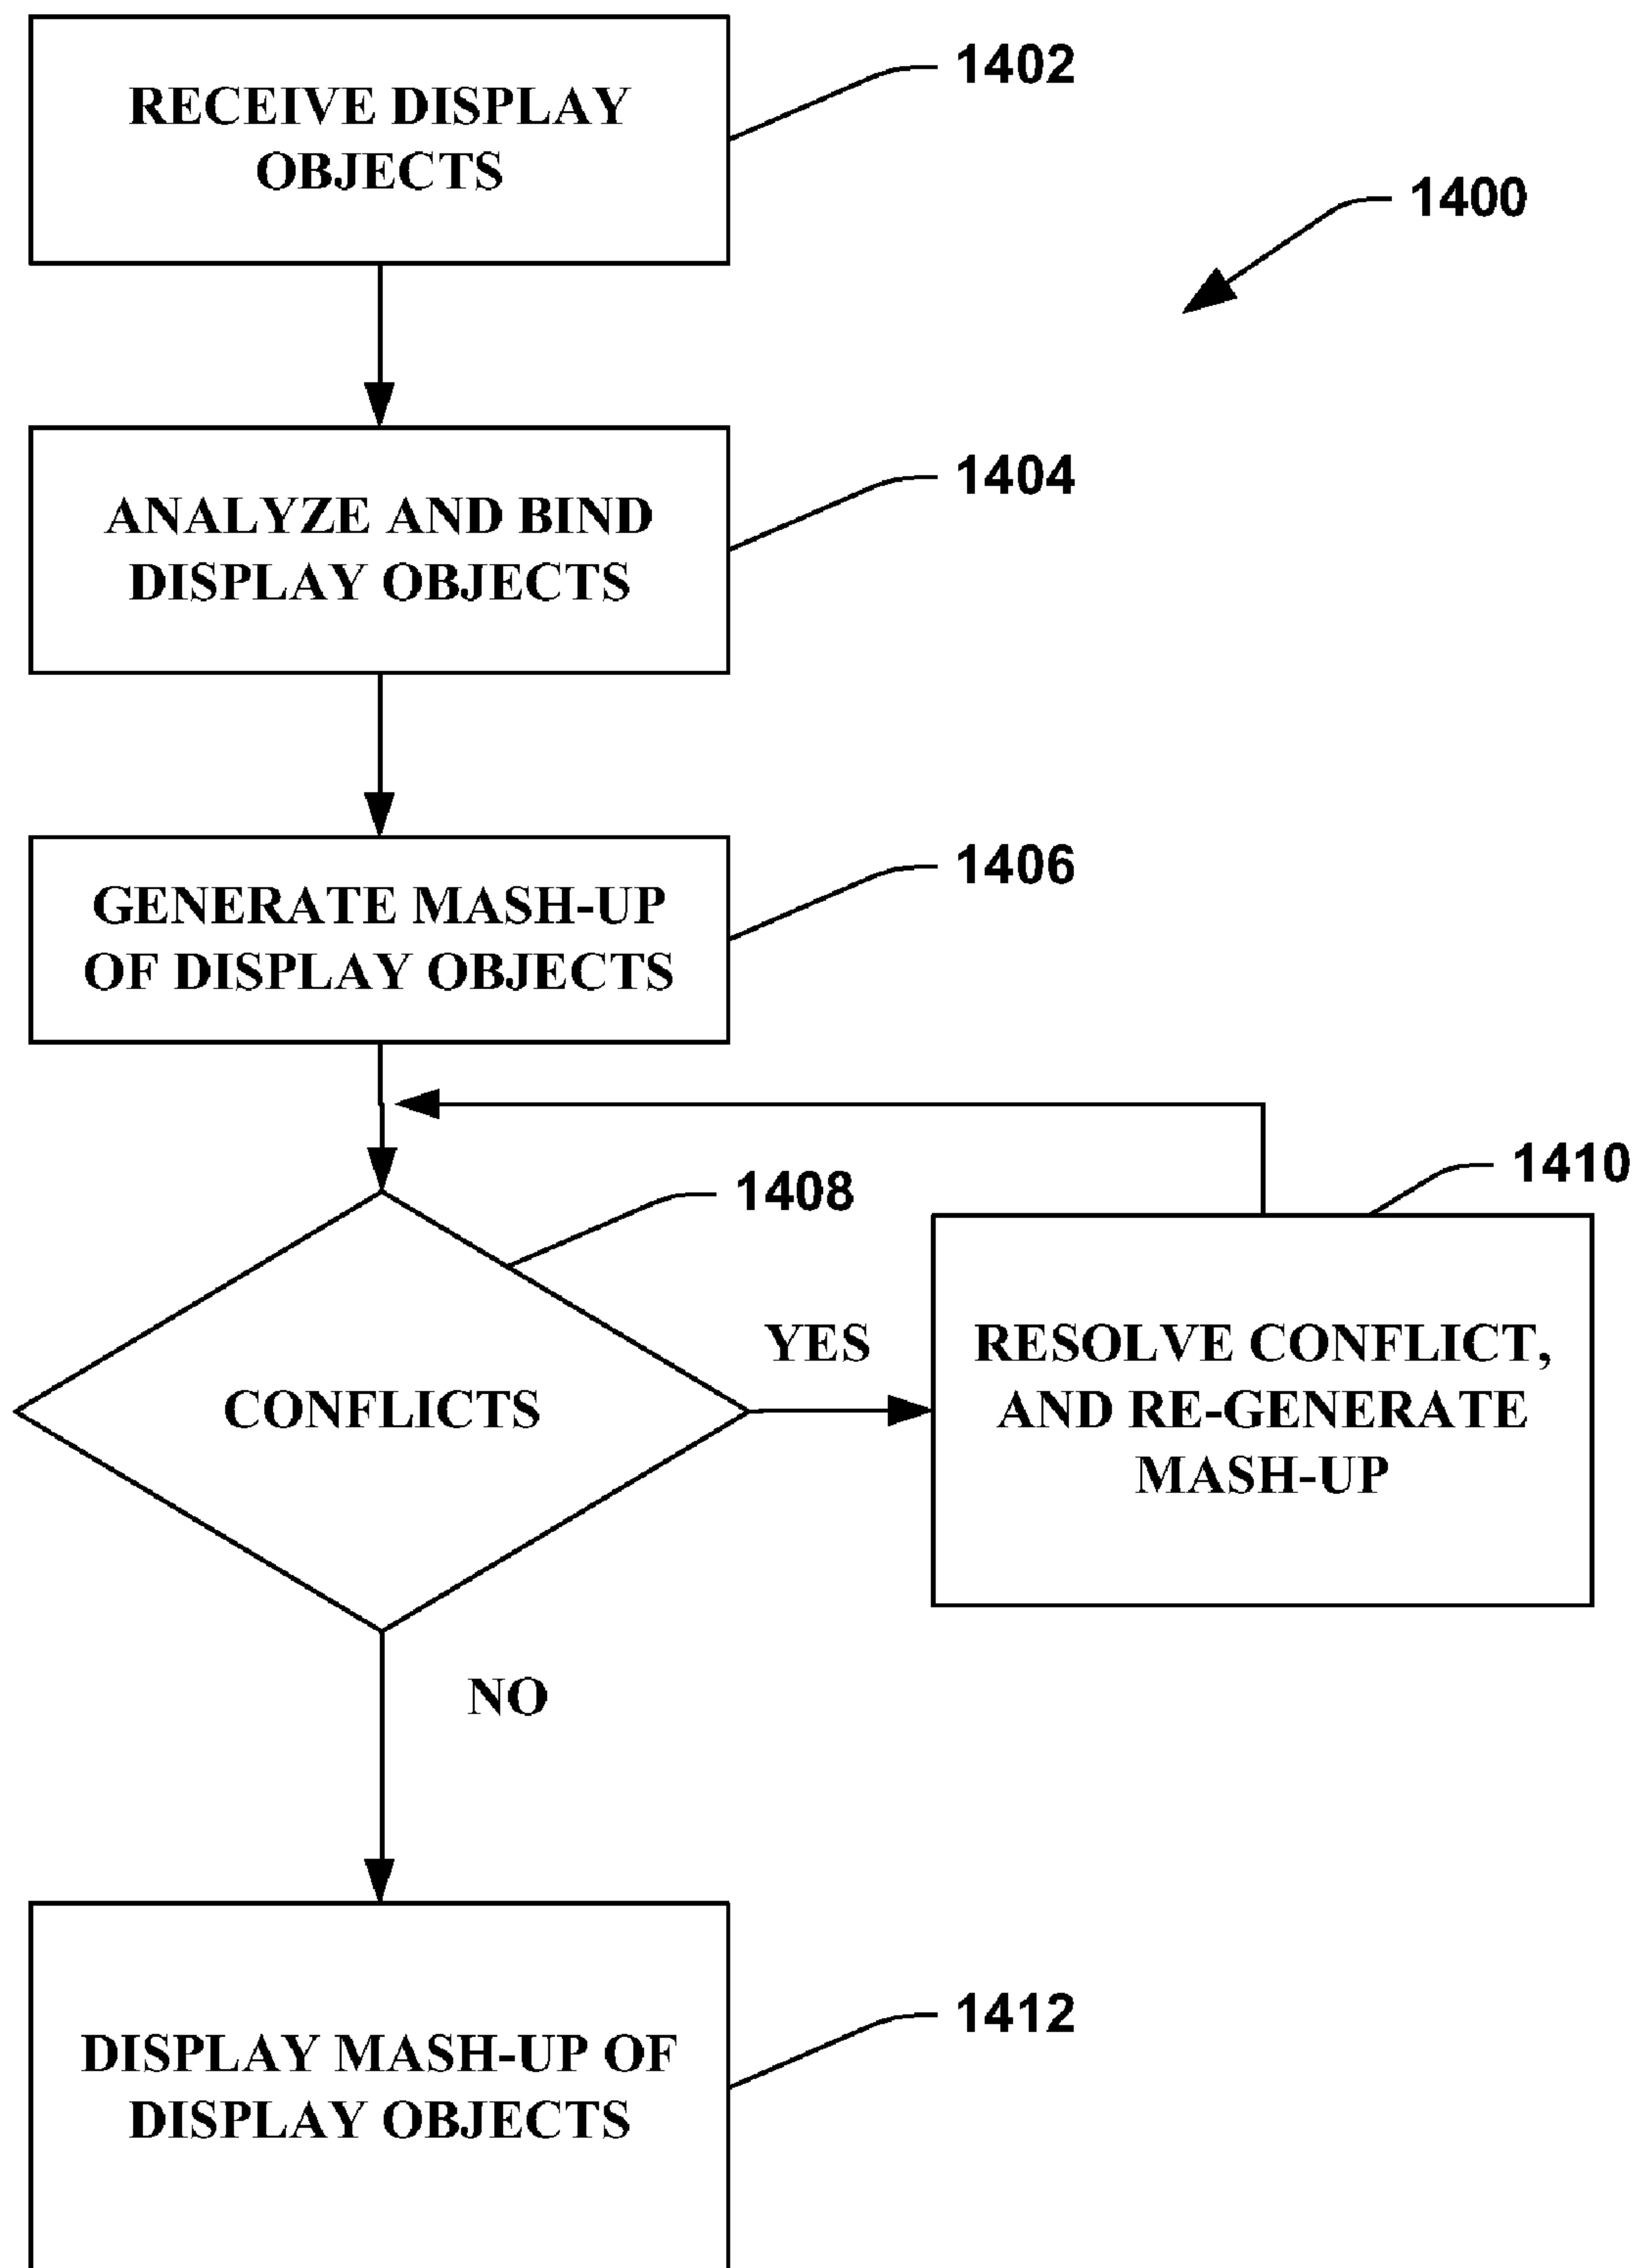 RECEIVE DISPLAY
OBJECTS
1402
1400
ANALYZE AND BIND
DISPLAY OBJECTS
1404
GENERATE MASH-UP
OF DISPLAY OBJECTS
1406
CONFLICTS
1408
YES
RESOLVE CONFLICT,
AND RE-GENERATE
MASH-UP
1410
NO
DISPLAY MASH-UP OF
DISPLAY OBJECTS
1412